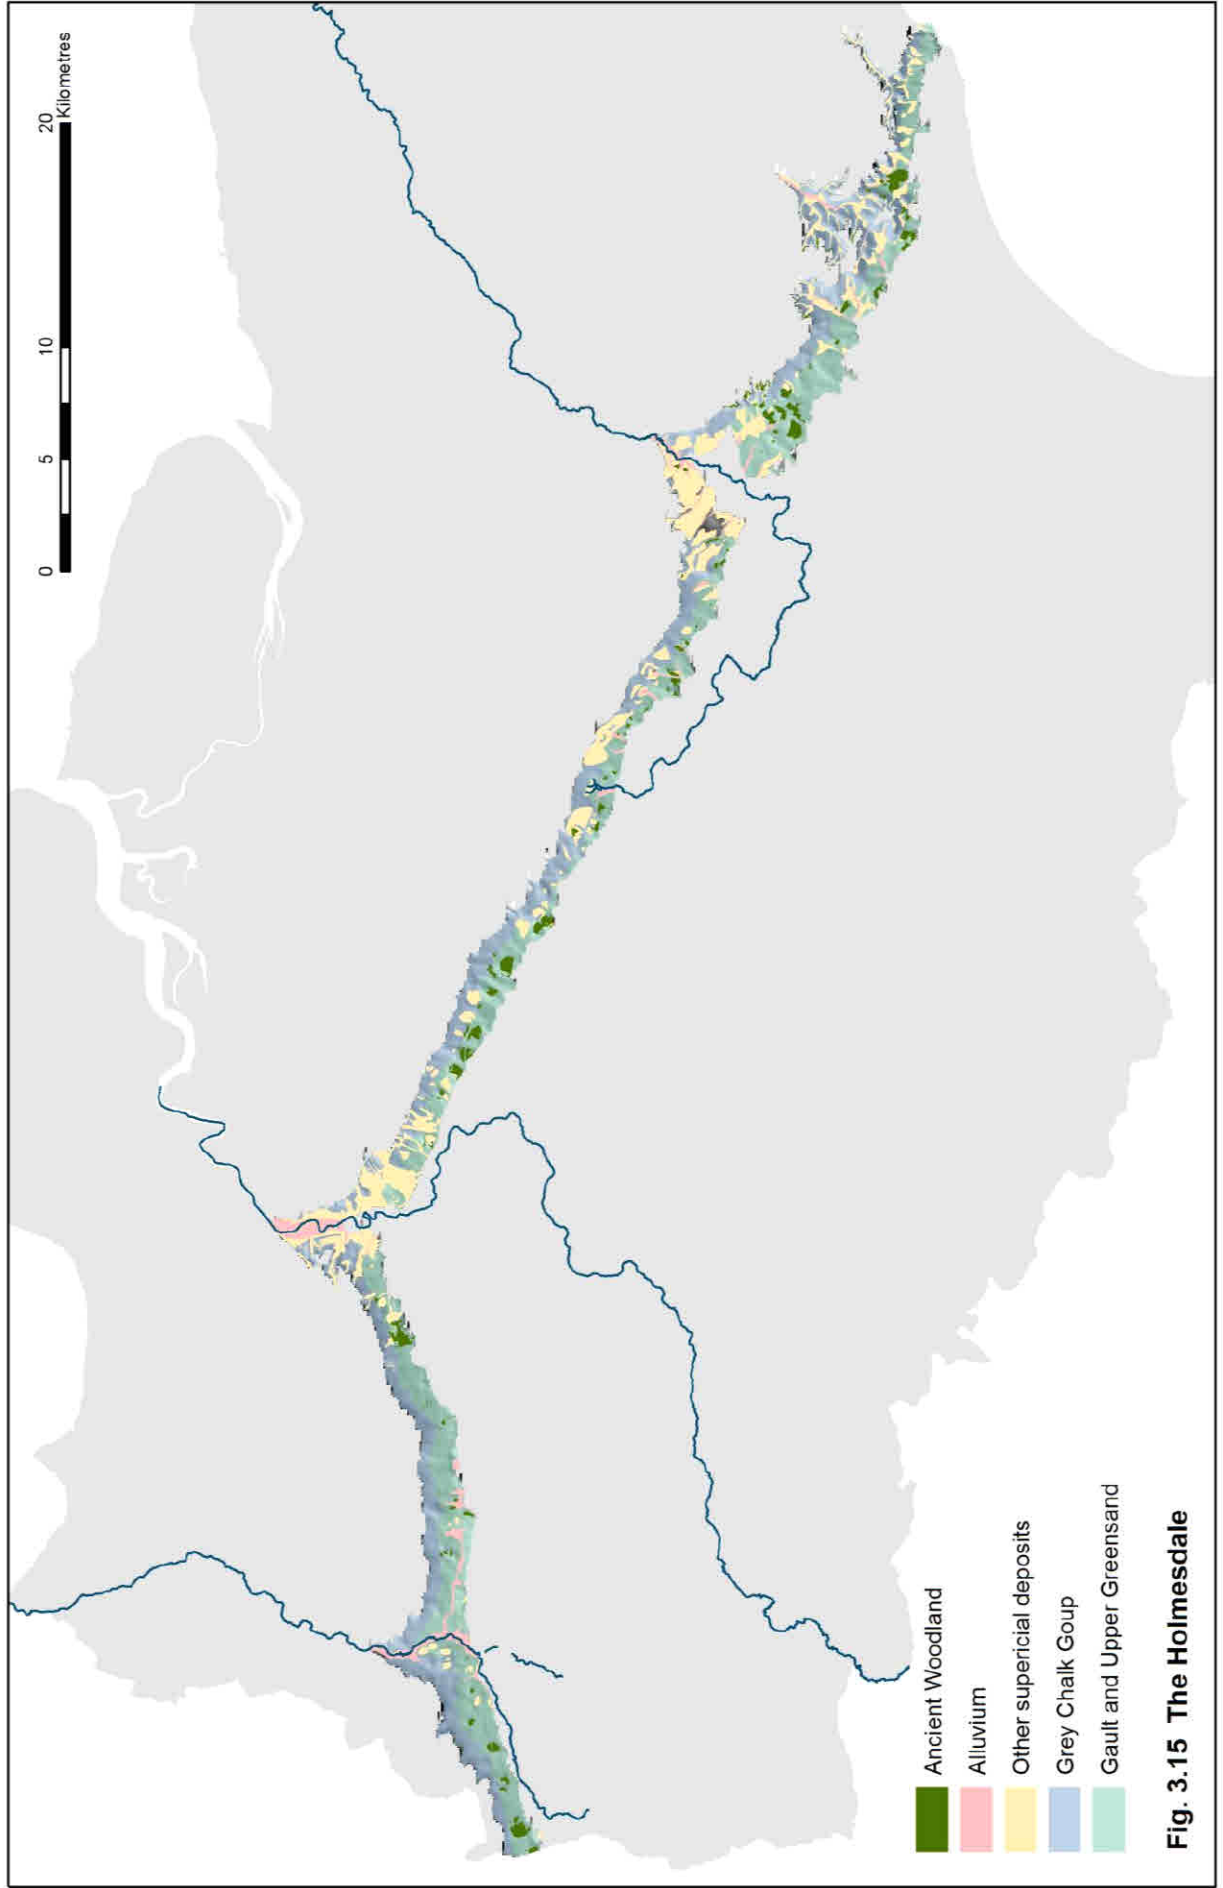 0 5 10 20
Kilometres
Ancient Woodland
Alluvium
Other supericial deposits
Grey Chalk Goup
Gault and Upper Greensand
Fig. 3.15 The Holmesdale